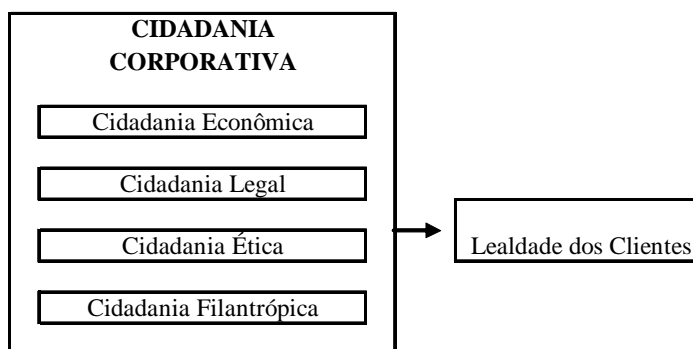 CIDADANIA
CORPORATIVA
Cidadania Econômica
Cidadania Legal
Cidadania Ética
Cidadania Filantrópica
Lealdade dos Clientes